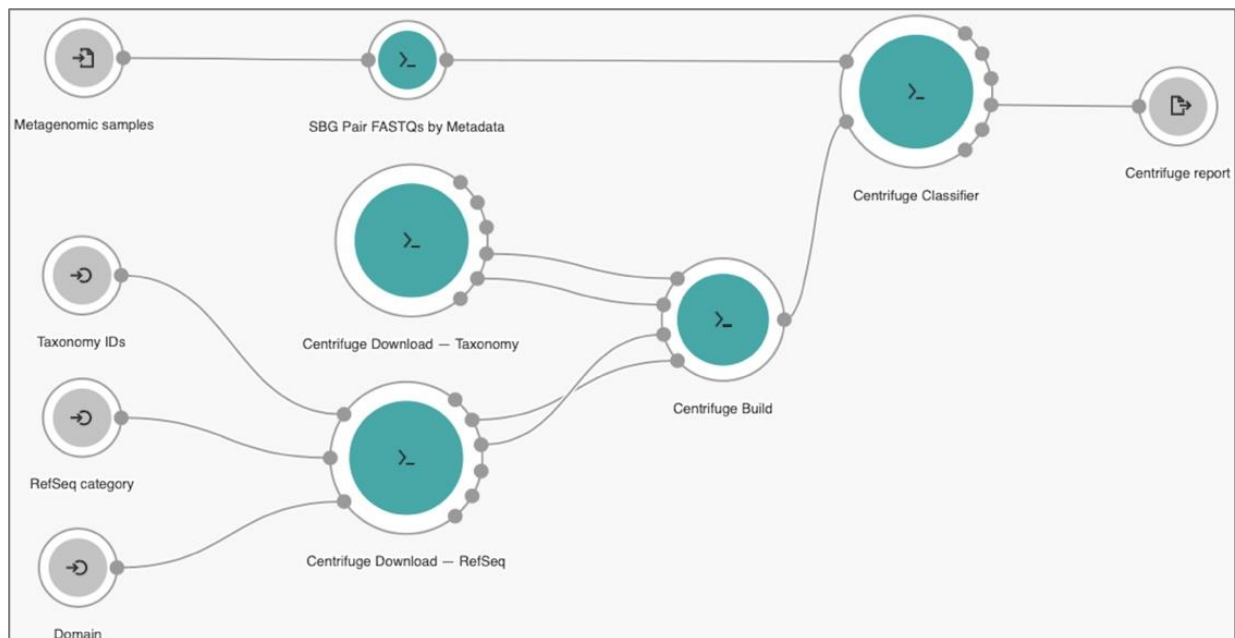 Metagenomic samples
SBG Pair FASTQs by Metadata
Centrifuge Classifier
Centrifuge report
Taxonomy IDs
Centrifuge Download — Taxonomy
Centrifuge Build
RefSeq category
Centrifuge Download — RefSeq
Domain